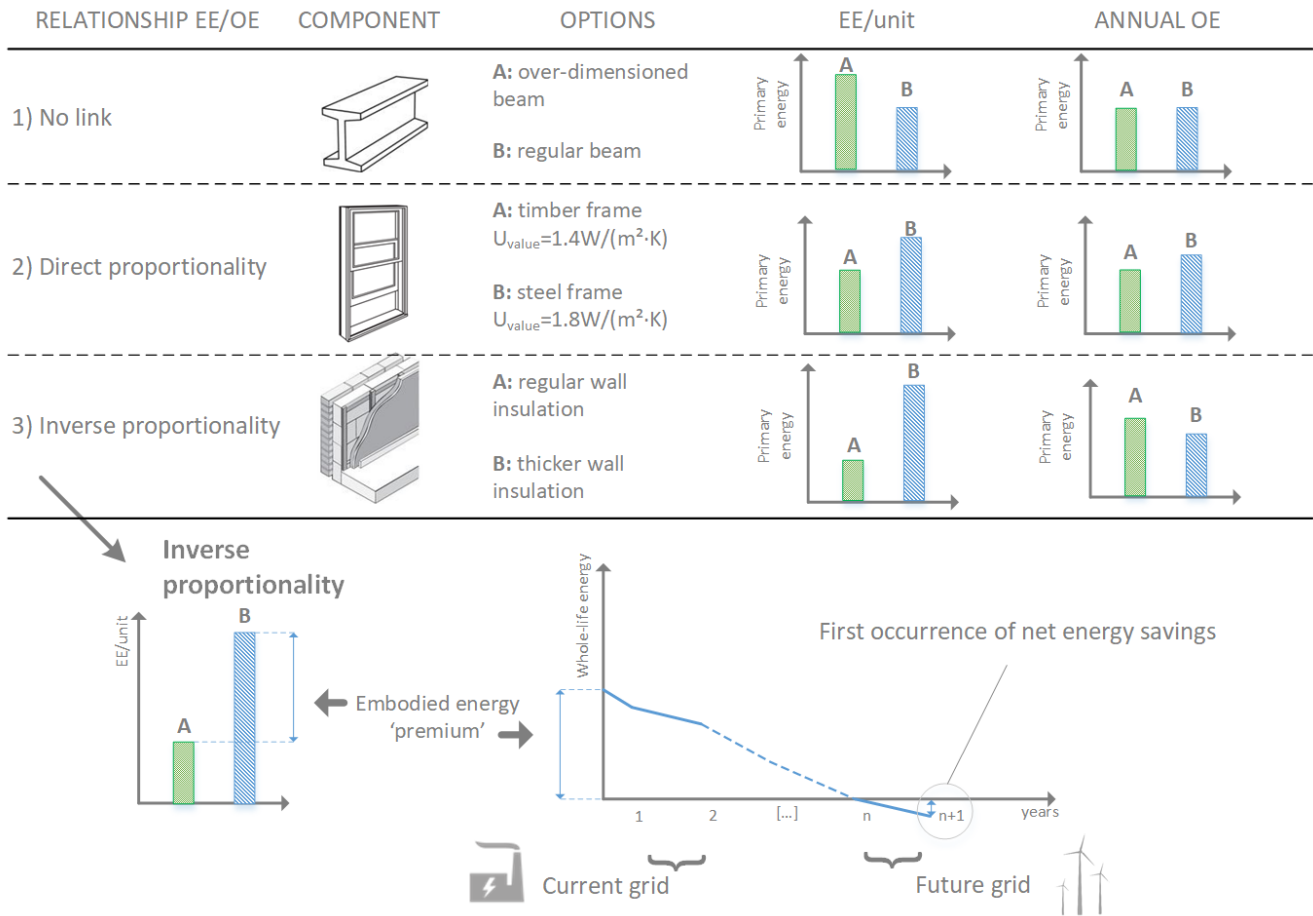 RELATIONSHIP EE/OE
COMPONENT
OPTIONS
EE/unit
ANNUAL OE
1) No link
A: over-dimensioned
beam
B: regular beam
Primary
energy
A
B
Primary
energy
A
B
2) Direct proportionality
A: timber frame
Uvalue=1.4W/(m²·K)
B: steel frame
Uvalue=1.8W/(m²·K)
Primary
energy
A
B
Primary
energy
A
B
3) Inverse proportionality
A: regular wall
insulation
B: thicker wall
insulation
Primary
energy
A
B
Primary
energy
A
B
Inverse
proportionality
EE/unit
A
B
Embodied energy
‘premium’
Whole-life energy
First occurrence of net energy savings
1
2
[...]
n
n+1
years
Current grid
Future grid